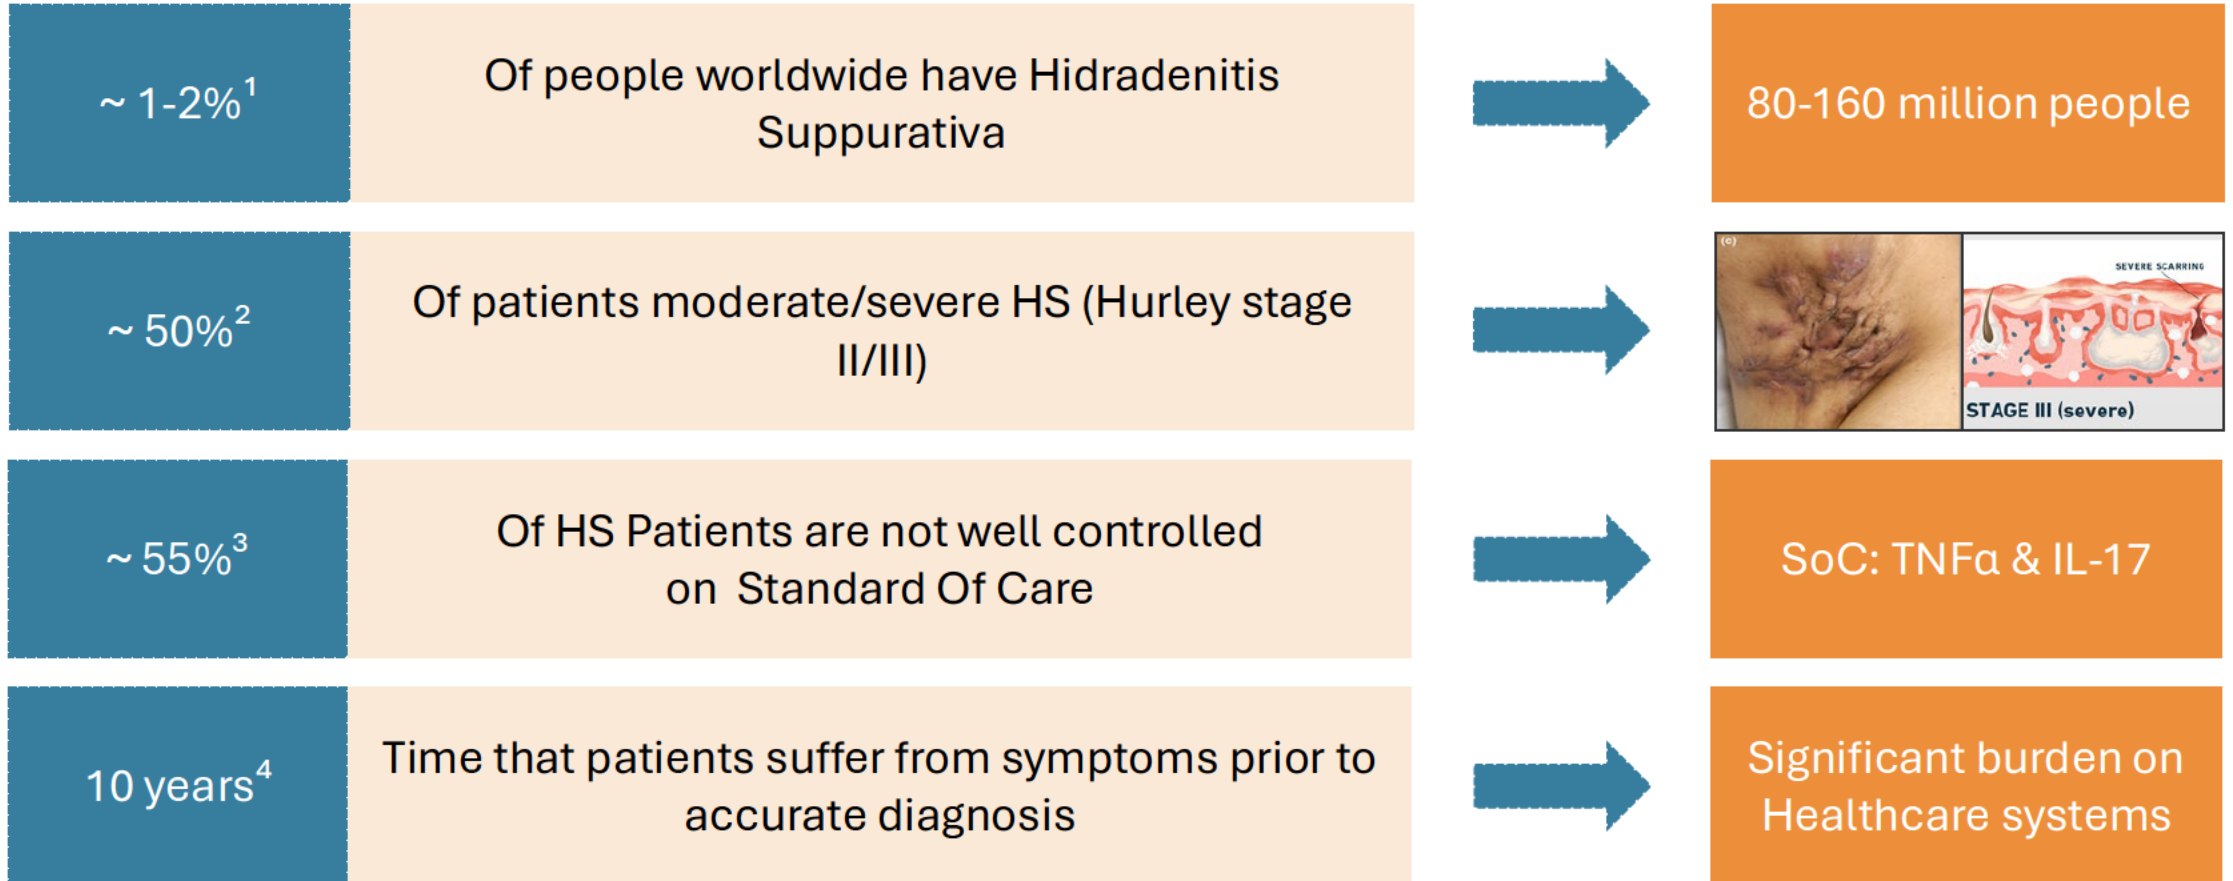 ~ 1-2%¹
Of people worldwide have Hidradenitis
Suppurativa
80-160 million people
~ 50%²
Of patients moderate/severe HS (Hurley stage
II/III)
(c)
SEVERE SCARRING
STAGE III (severe)
~ 55%³
Of HS Patients are not well controlled
on Standard Of Care
SoC: TNFα & IL-17
10 years⁴
Time that patients suffer from symptoms prior to
accurate diagnosis
Significant burden on
Healthcare systems